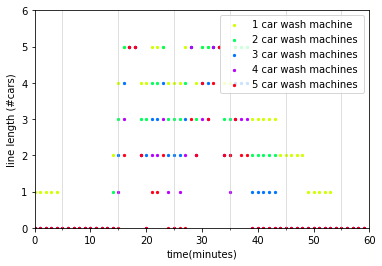 6
5
4
3
2
1
0
line length (#cars)
1 car wash machine
2 car wash machines
3 car wash machines
4 car wash machines
5 car wash machines
0 10 20 30 40 50 60
time(minutes)